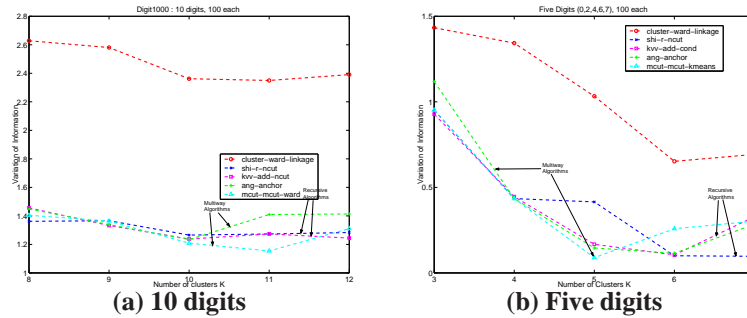 Digit1000 : 10 digits, 100 each
2.8
2.6
2.4
2.2
2
1.8
1.6
1.4
1.2
1
Variation of Information
cluster-ward-linkage
shi-r-ncut
kvv-add-ncut
ang-anchor
mcut-mcut-ward
Multiway
Algorithms
Recursive
Algorithms
8
9
10
11
12
Number of clusters K
(a) 10 digits
Five Digits (0,2,4,6,7), 100 each
1.5
1
0.5
0
Variation of Information
cluster-ward-linkage
shi-r-ncut
kvv-add-cond
ang-anchor
mcut-mcut-kmeans
Multiway
Algorithms
Recursive
Algorithms
3
4
5
6
7
Number of clusters K
(b) Five digits